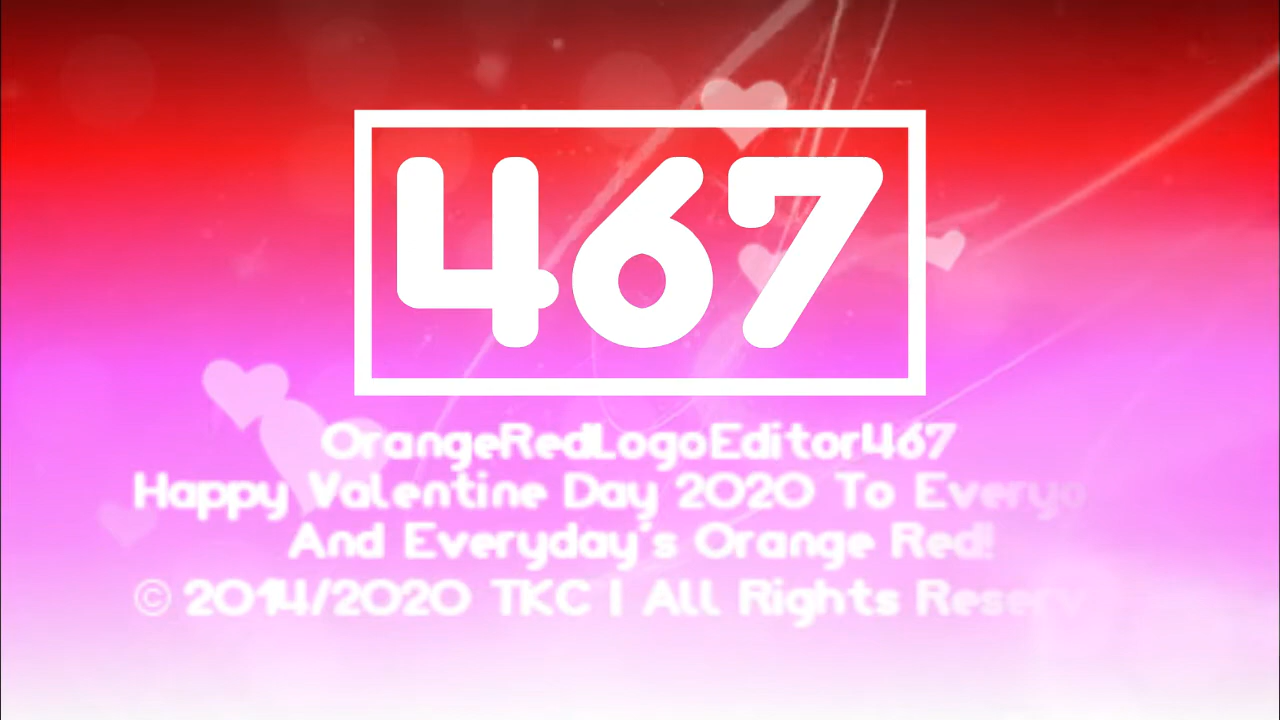 467
OrangeRedLogoEditor467
Happy Valentine Day 2020 To
And Everyday's Orange Red!
© 2014/2020 TKC | All Rights